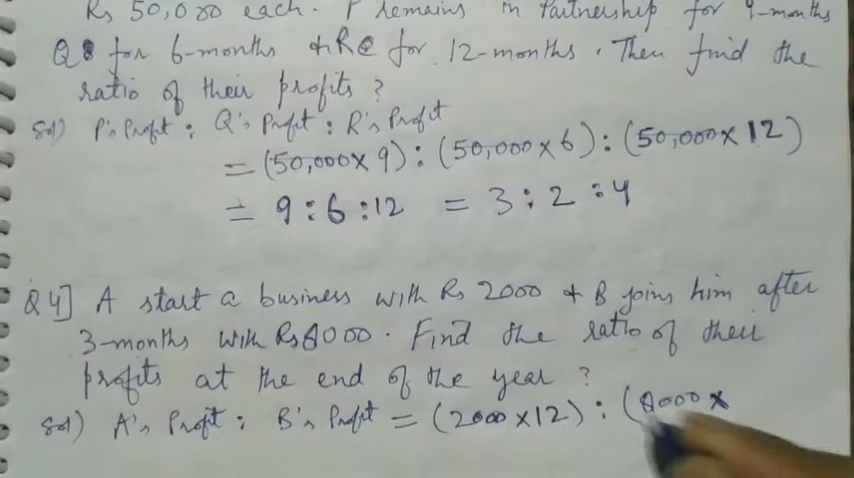 Rs 50,000 each. P remains in Partnership for 9-months
Q for 6-months & R for 12-months. Then find the
ratio of their profits?
Sol) P's Profit : Q's Profit : R's Profit
= (50,000×9) : (50,000×6) : (50,000×12)
= 9:6:12 = 3:2:4
Q4] A start a business with Rs 2000 & B joins him after
3-months with Rs 8000. Find the ratio of their
profits at the end of the year?
Sol) A's Profit : B's Profit = (2000×12) : (8000×